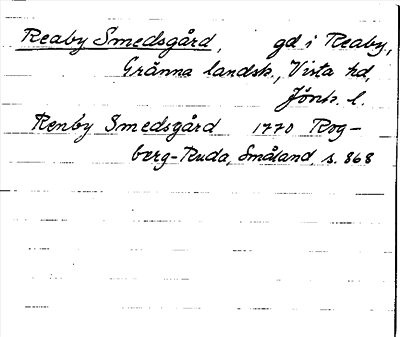 Reaby Smedsgård, gd i Reaby,
Gränna landsk., Vista hd,
Jönk. l.
Renby Smedsgård 1770 Rog-
berg-Ruda, Småland, s. 868